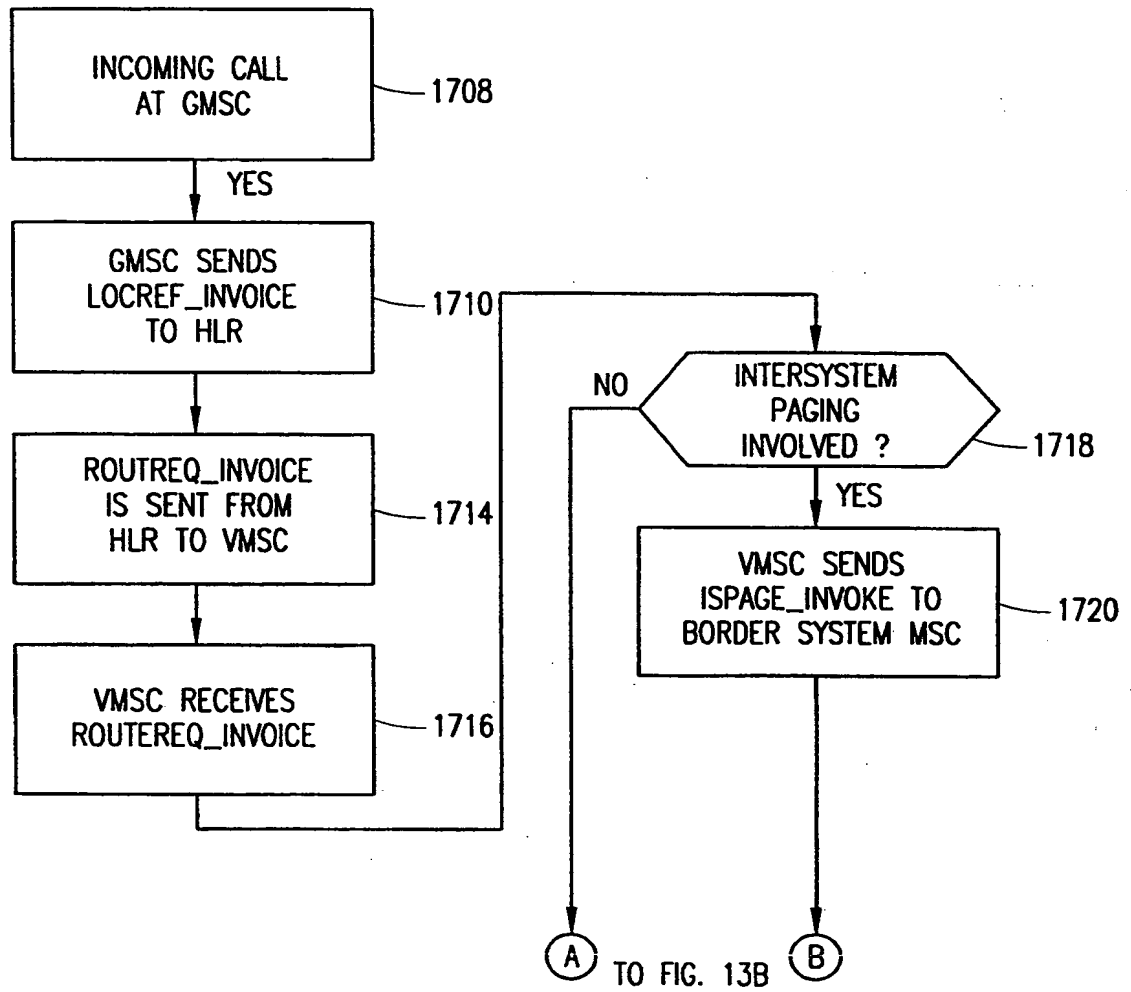 INCOMING CALL
AT GMSC
1708
YES
GMSC SENDS
LOCREF_INVOICE
TO HLR
1710
ROUTREQ_INVOICE
IS SENT FROM
HLR TO VMSC
1714
VMSC RECEIVES
ROUTEREQ_INVOICE
1716
INTERSYSTEM
PAGING
INVOLVED ?
1718
NO
YES
VMSC SENDS
ISPAGE_INVOKE TO
BORDER SYSTEM MSC
1720
A
TO FIG. 13B
B